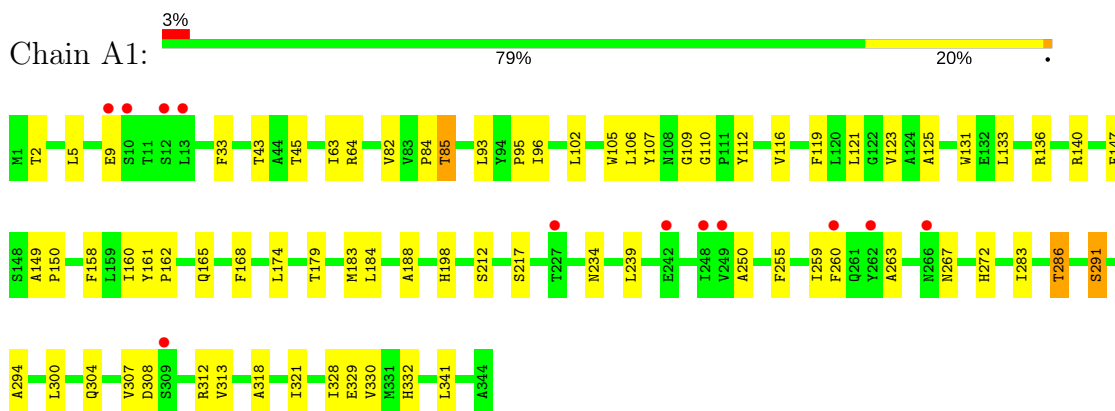 3%
Chain A1:
79%
20%
•
M1 T2 L5 E9 S10 T11 S12 L13 F33 T43 A44 T45 I63 R64 V82 V83 P84 T85 L93 Y94 P95 I96 L102 W105 L106 Y107 N108 G109 G110 P111 Y112 V116 F119 L120 L121 G122 V123 A124 A125 W131 E132 L133 R136 R140 E147
S148 A149 P150 F158 L159 I160 Y161 P162 Q165 F168 L174 T179 M183 L184 A188 H198 S212 S217 T227 N234 L239 E242 I248 V249 A250 F255 I259 F260 Q261 Y262 A263 N266 N267 H272 I283 T286 S291
A294 L300 Q304 V307 D308 S309 R312 V313 A318 I321 I328 E329 V330 M331 H332 L341 A344